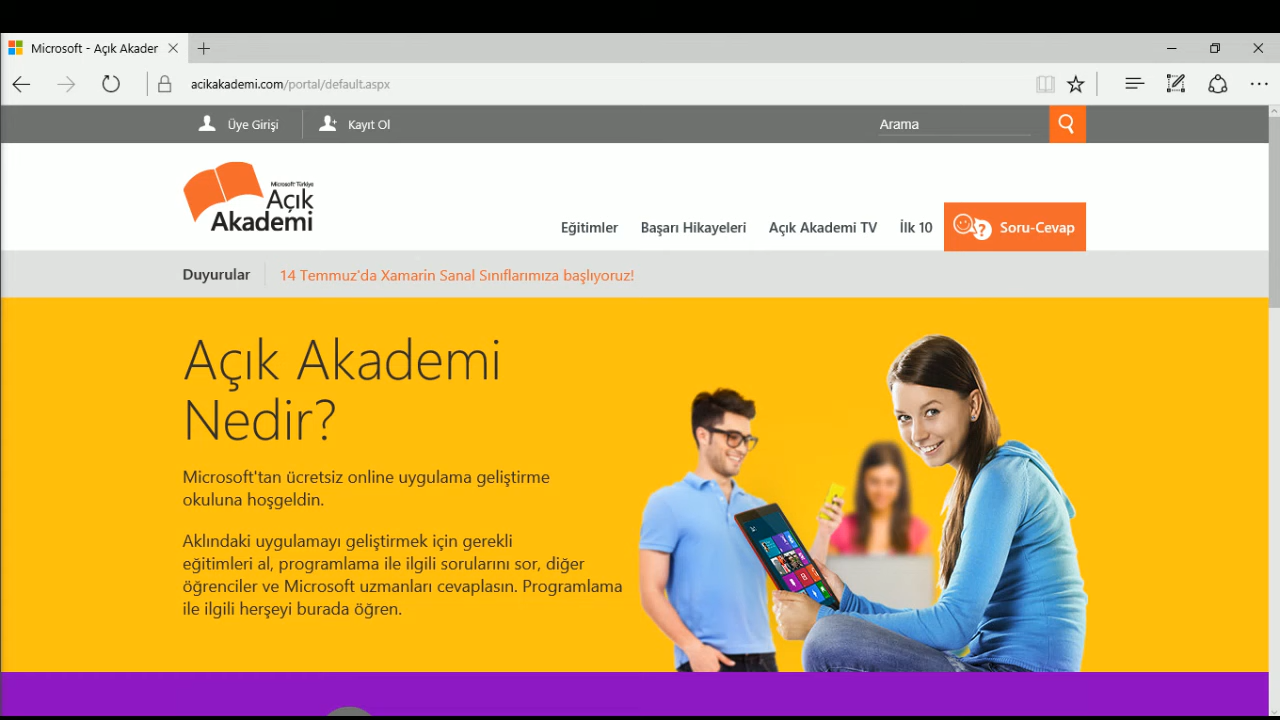 Microsoft - Açık Akader
acikakademi.com/portal/default.aspx
Üye Girişi
Kayıt Ol
Arama
Microsoft Türkiye
Açık
Akademi
Eğitimler
Başarı Hikayeleri
Açık Akademi TV
İlk 10
?
Soru-Cevap
Duyurular
14 Temmuz'da Xamarin Sanal Sınıflarımıza başlıyoruz!
Açık Akademi
Nedir?
Microsoft'tan ücretsiz online uygulama geliştirme
okuluna hoşgeldin.
Aklındaki uygulamayı geliştirmek için gerekli
eğitimleri al, programlama ile ilgili sorularını sor, diğer
öğrenciler ve Microsoft uzmanları cevaplasın. Programlama
ile ilgili herşeyi burada öğren.